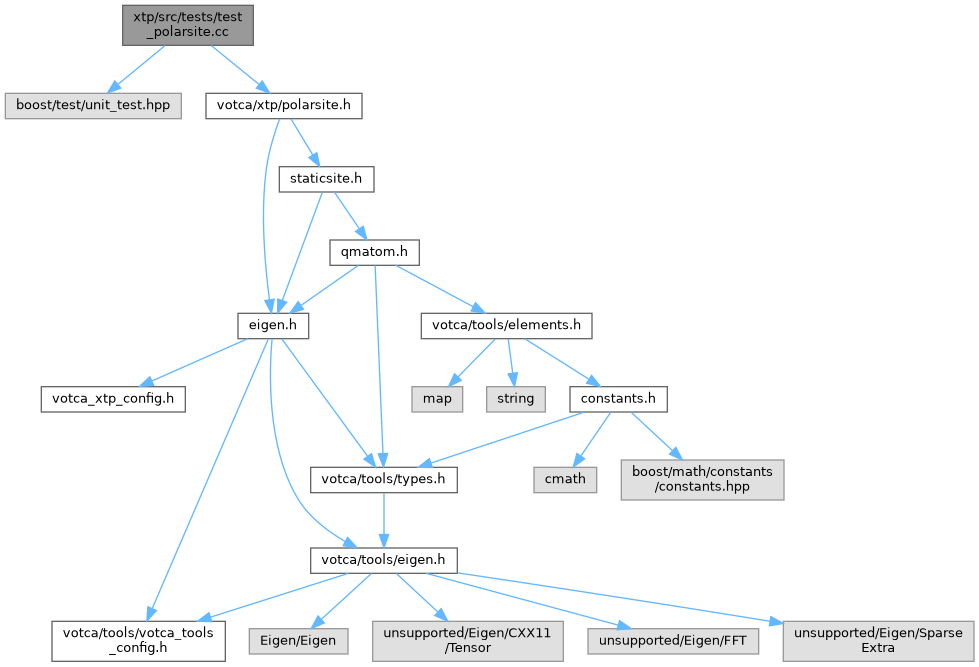 xtp/src/tests/test
_polarsite.cc
boost/test/unit_test.hpp
votca/xtp/polarsite.h
staticsite.h
qmatom.h
eigen.h
votca/tools/elements.h
votca_xtp_config.h
map
string
constants.h
votca/tools/types.h
cmath
boost/math/constants
/constants.hpp
votca/tools/eigen.h
votca/tools/votca_tools
_config.h
Eigen/Eigen
unsupported/Eigen/CXX11
/Tensor
unsupported/Eigen/FFT
unsupported/Eigen/Sparse
Extra